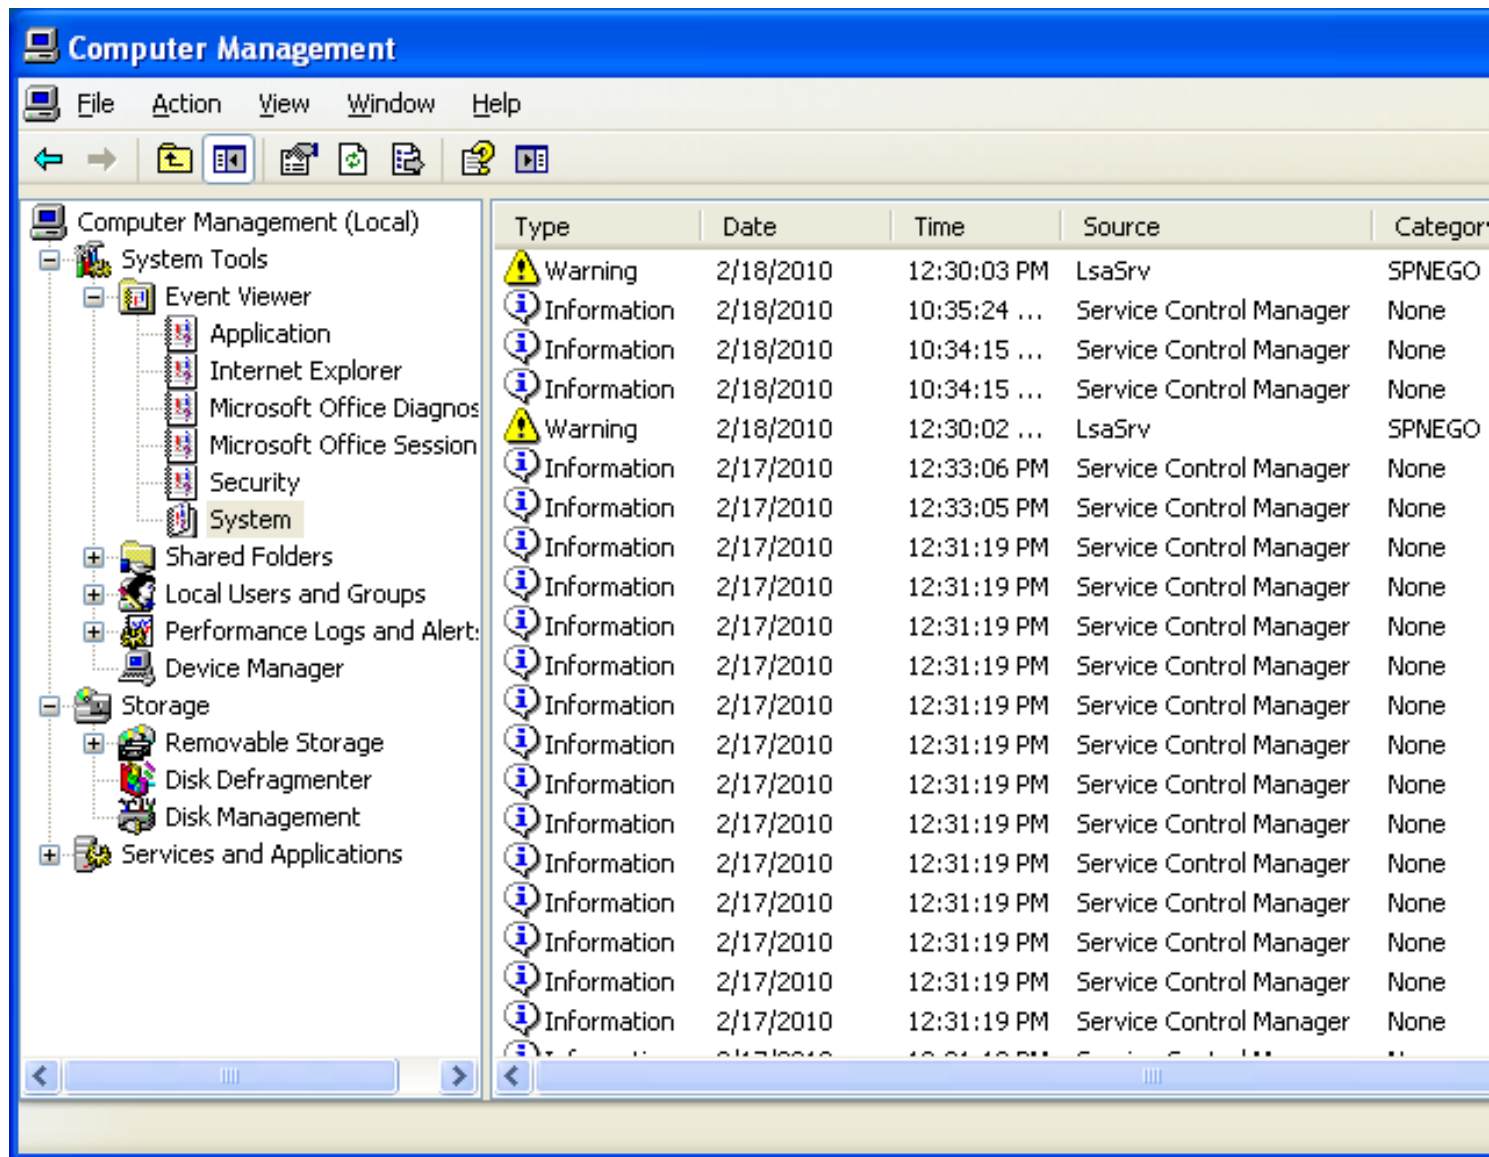 Computer Management
File Action View Window Help
Computer Management (Local)
System Tools
Event Viewer
Application
Internet Explorer
Microsoft Office Diagnos
Microsoft Office Session
Security
System
Shared Folders
Local Users and Groups
Performance Logs and Alert
Device Manager
Storage
Removable Storage
Disk Defragmenter
Disk Management
Services and Applications
Type Date Time Source Categor
Warning 2/18/2010 12:30:03 PM LsaSrv SPNEGO
Information 2/18/2010 10:35:24 ... Service Control Manager None
Information 2/18/2010 10:34:15 ... Service Control Manager None
Information 2/18/2010 10:34:15 ... Service Control Manager None
Warning 2/18/2010 12:30:02 ... LsaSrv SPNEGO
Information 2/17/2010 12:33:06 PM Service Control Manager None
Information 2/17/2010 12:33:05 PM Service Control Manager None
Information 2/17/2010 12:31:19 PM Service Control Manager None
Information 2/17/2010 12:31:19 PM Service Control Manager None
Information 2/17/2010 12:31:19 PM Service Control Manager None
Information 2/17/2010 12:31:19 PM Service Control Manager None
Information 2/17/2010 12:31:19 PM Service Control Manager None
Information 2/17/2010 12:31:19 PM Service Control Manager None
Information 2/17/2010 12:31:19 PM Service Control Manager None
Information 2/17/2010 12:31:19 PM Service Control Manager None
Information 2/17/2010 12:31:19 PM Service Control Manager None
Information 2/17/2010 12:31:19 PM Service Control Manager None
Information 2/17/2010 12:31:19 PM Service Control Manager None
Information 2/17/2010 12:31:19 PM Service Control Manager None
Information 2/17/2010 12:31:19 PM Service Control Manager None